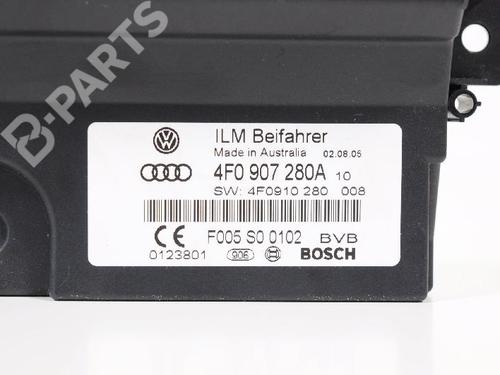 B-PARTS
ILM Beifahrer
Made in Australia 02.08.05
4F0 907 280A 10
SW: 4F0910 280 008
F005 S0 0102 BVB
0123801 906 BOSCH